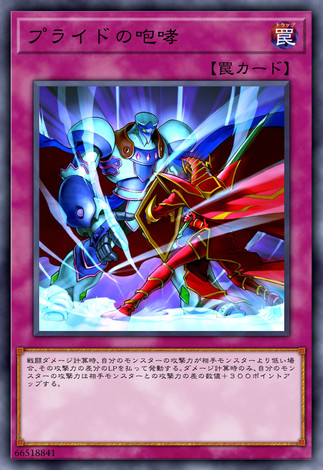 プライドの咆哮
トラップ
罠
【罠カード】
戦闘ダメージ計算時、自分のモンスターの攻撃力が相手モンスターより低い場
合、その攻撃力の差分のLPを払って発動する。ダメージ計算時のみ、自分のモン
スターの攻撃力は相手モンスターとの攻撃力の差の数値+３００ポイントア
ップする。
66518841